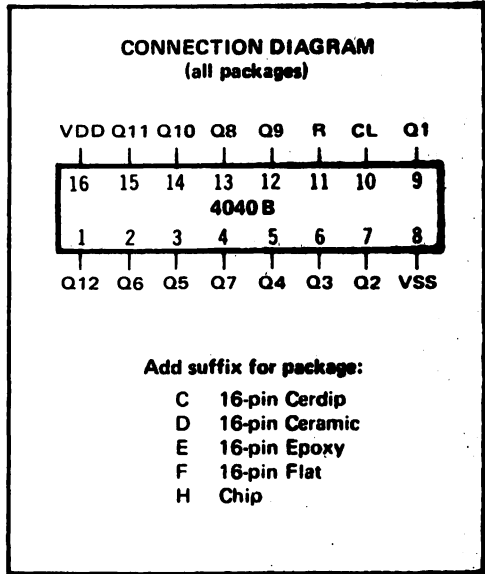 CONNECTION DIAGRAM
(all packages)
VDD Q11 Q10 Q8 Q9 R CL Q1
16 15 14 13 12 11 10 9
4040 B
1 2 3 4 5 6 7 8
Q12 Q6 Q5 Q7 Q4 Q3 Q2 VSS
Add suffix for package:
C 16-pin Cerdip
D 16-pin Ceramic
E 16-pin Epoxy
F 16-pin Flat
H Chip